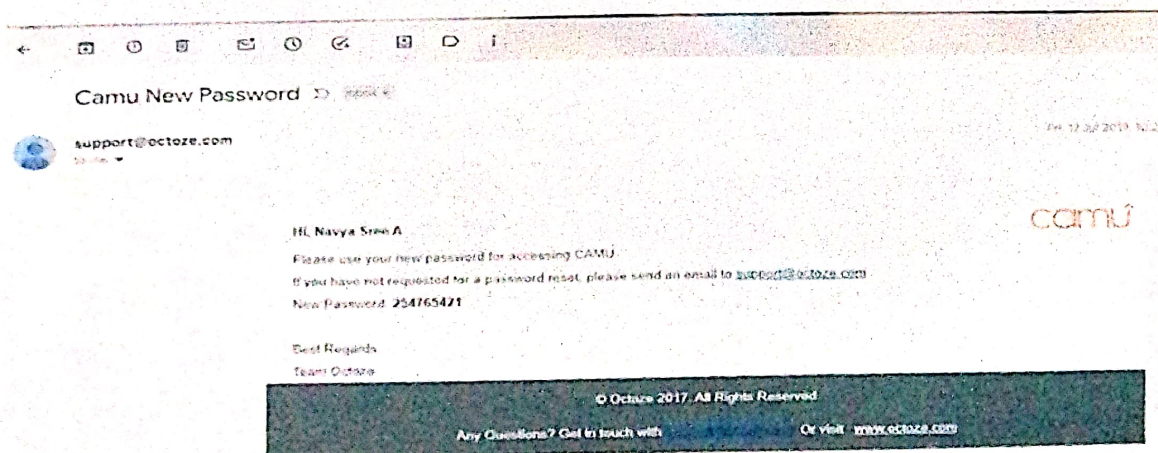 Camu New Password
support@octoze.com
camu
Hi, Navya Sree A
Please use your new password for accessing CAMU.
If you have not requested for a password reset, please send an email to support@octoze.com
New Password: 254765421
Best Regards
Team Octoze
© Octoze 2017. All Rights Reserved
Any Questions? Get in touch with Or visit www.octoze.com